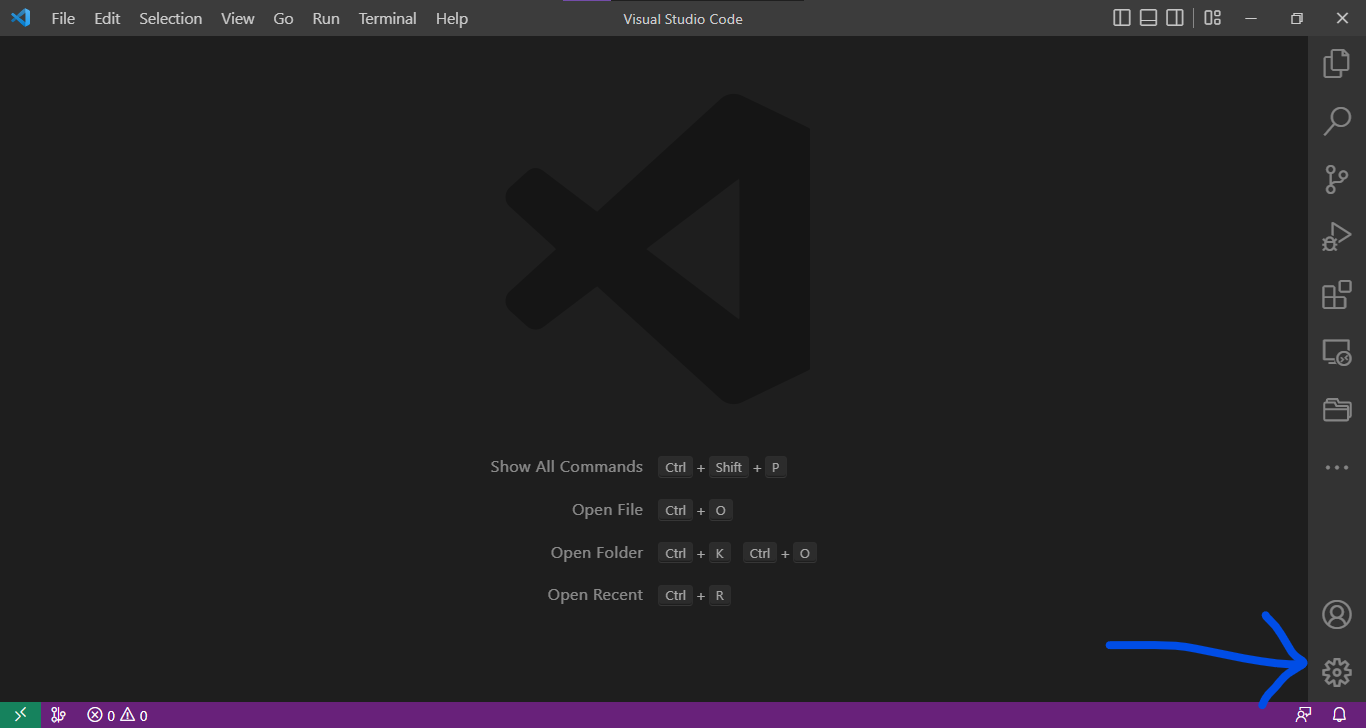 File Edit Selection View Go Run Terminal Help Visual Studio Code
Show All Commands Ctrl + Shift + P
Open File Ctrl + O
Open Folder Ctrl + K Ctrl + O
Open Recent Ctrl + R
0 0